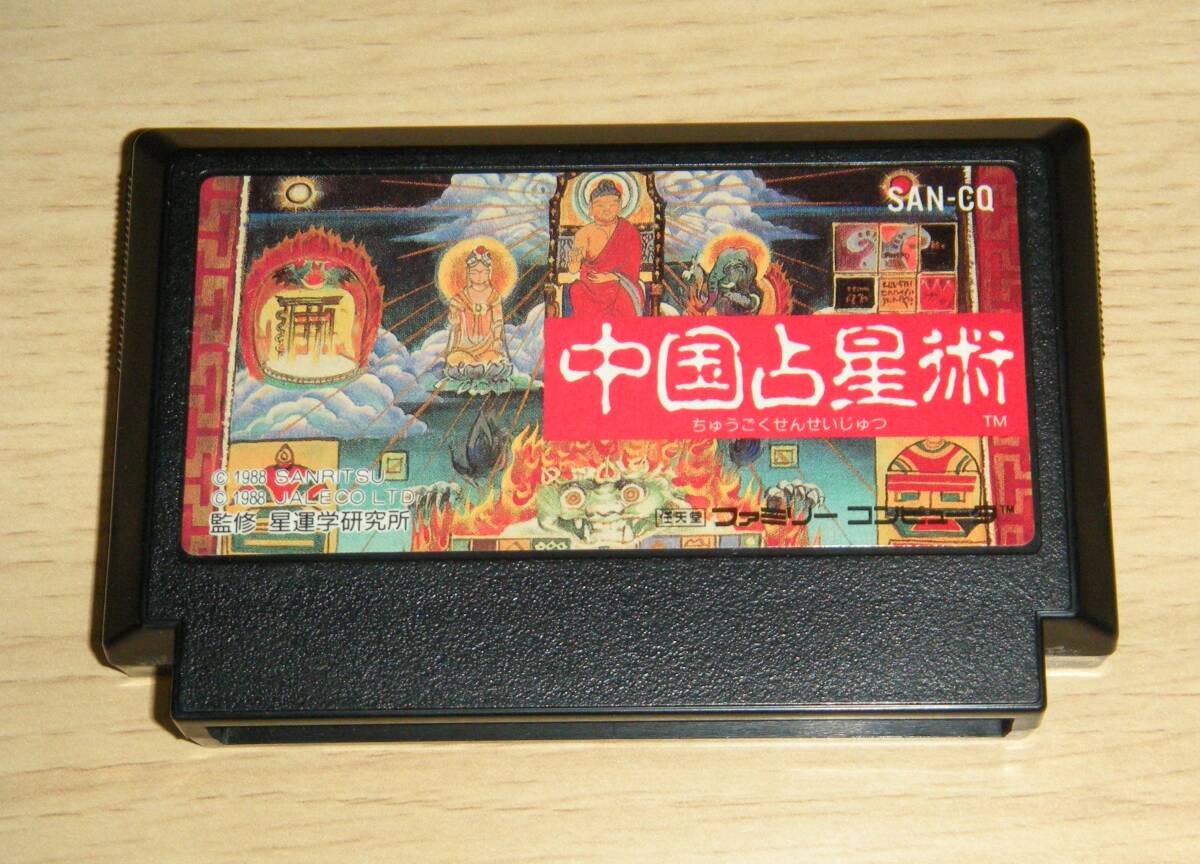 SAN-CQ
中国占星術
ちゅうごくせんせいじゅつ
TM
© 1988 SANRITSU
© 1988 JALECO LTD.
監修 星運学研究所
任天堂 ファミリー コンピュータ™